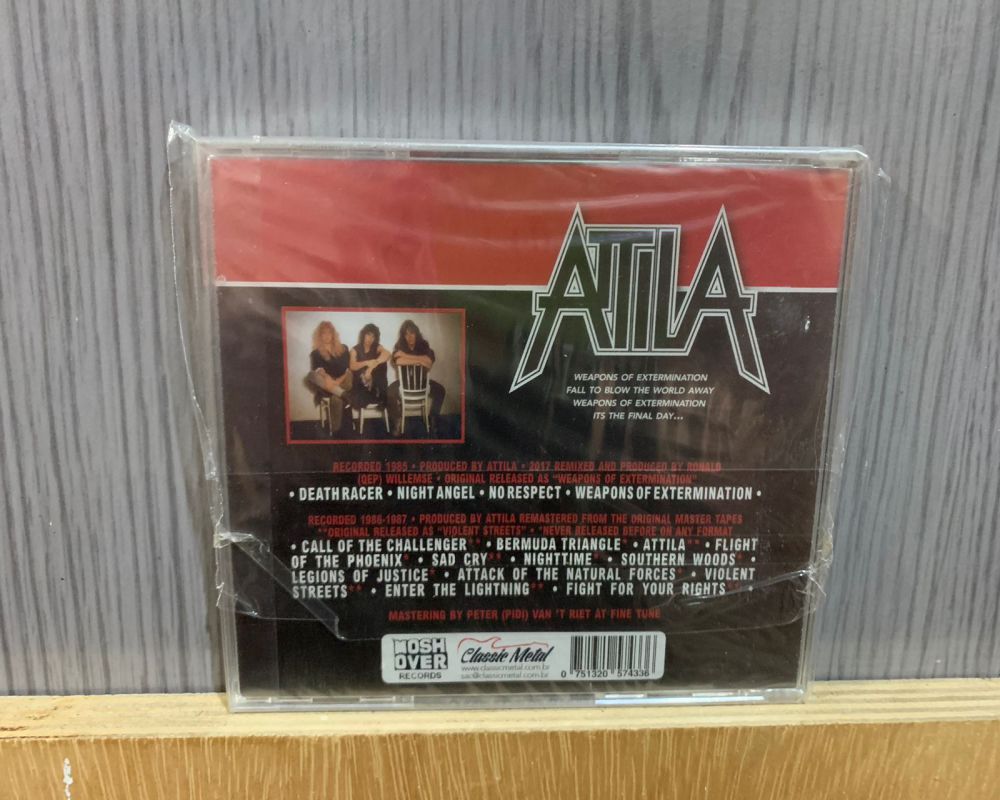 ATTILA
WEAPONS OF EXTERMINATION
FALL TO BLOW THE WORLD AWAY
WEAPONS OF EXTERMINATION
ITS THE FINAL DAY...
RECORDED 1985 • PRODUCED BY ATTILA • 2017 REMIXED AND PRODUCED BY RONALD
(QEP) WILLEMSE • ORIGINAL RELEASED AS "WEAPONS OF EXTERMINATION"
• DEATH RACER • NIGHT ANGEL • NO RESPECT • WEAPONS OF EXTERMINATION •
RECORDED 1986-1987 • PRODUCED BY ATTILA REMASTERED FROM THE ORIGINAL MASTER TAPES
**ORIGINAL RELEASED AS "VIOLENT STREETS" • *NEVER RELEASED BEFORE ON ANY FORMAT
• CALL OF THE CHALLENGER** • BERMUDA TRIANGLE* • ATTILA** • FLIGHT
OF THE PHOENIX* • SAD CRY** • NIGHTTIME* • SOUTHERN WOODS* •
LEGIONS OF JUSTICE* • ATTACK OF THE NATURAL FORCES* • VIOLENT
STREETS** • ENTER THE LIGHTNING** • FIGHT FOR YOUR RIGHTS** •
MASTERING BY PETER (PIDI) VAN 'T RIET AT FINE TUNE
MOSH
OVER
RECORDS
Classic Metal
www.classicmetal.com.br
sac@classicmetal.com.br
0 751320 574336